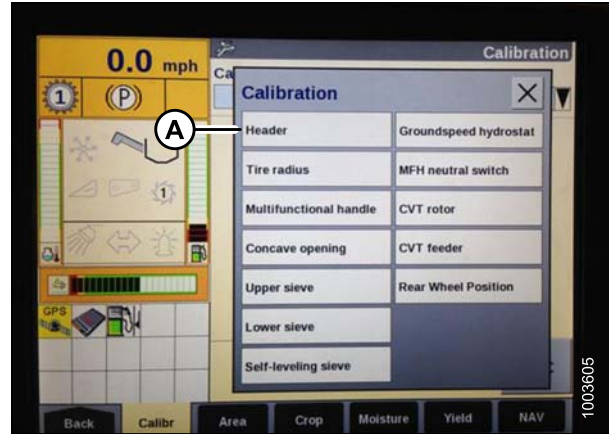 0.0 mph
Calibration
Ca
1
(P)
Calibration
A
Header
Groundspeed hydrostat
Tire radius
MFH neutral switch
Multifunctional handle
CVT rotor
1
Concave opening
CVT feeder
Upper sieve
Rear Wheel Position
GPS
Lower sieve
Self-leveling sieve
Back
Calibr
Area
Crop
Moisture
Yield
NAV
1003605